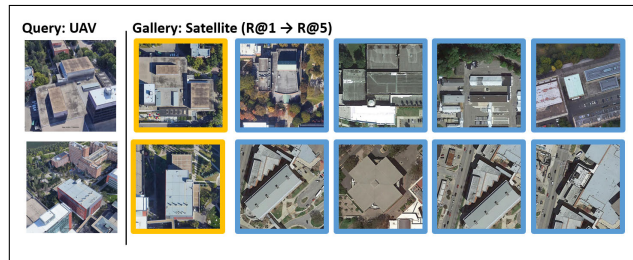 Query: UAV
Gallery: Satellite (R@1 → R@5)